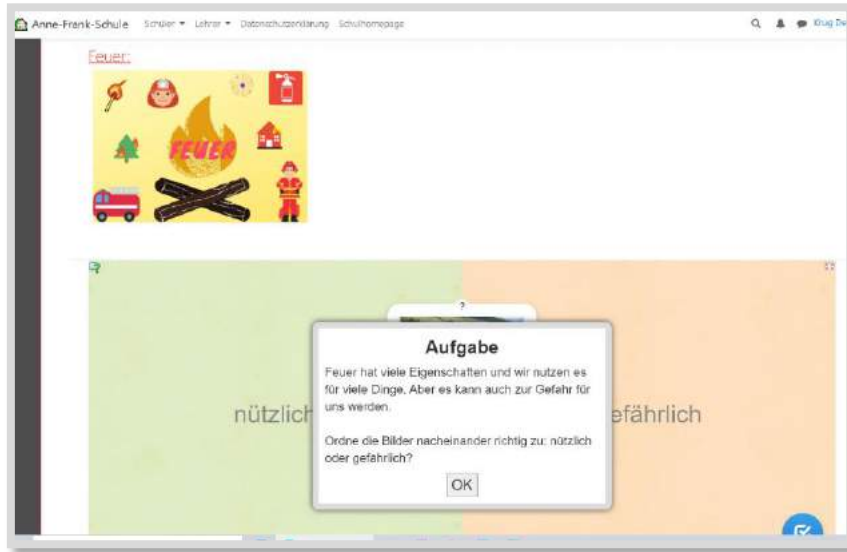 Anne-Frank-Schule Schüler Lehrer Datenschutzerklärung Schulhomepage Krug De
Feuer:
FEUER
?
Aufgabe
Feuer hat viele Eigenschaften und wir nutzen es
für viele Dinge. Aber es kann auch zur Gefahr für
uns werden.
nützlich efährlich
Ordne die Bilder nacheinander richtig zu: nützlich
oder gefährlich?
OK